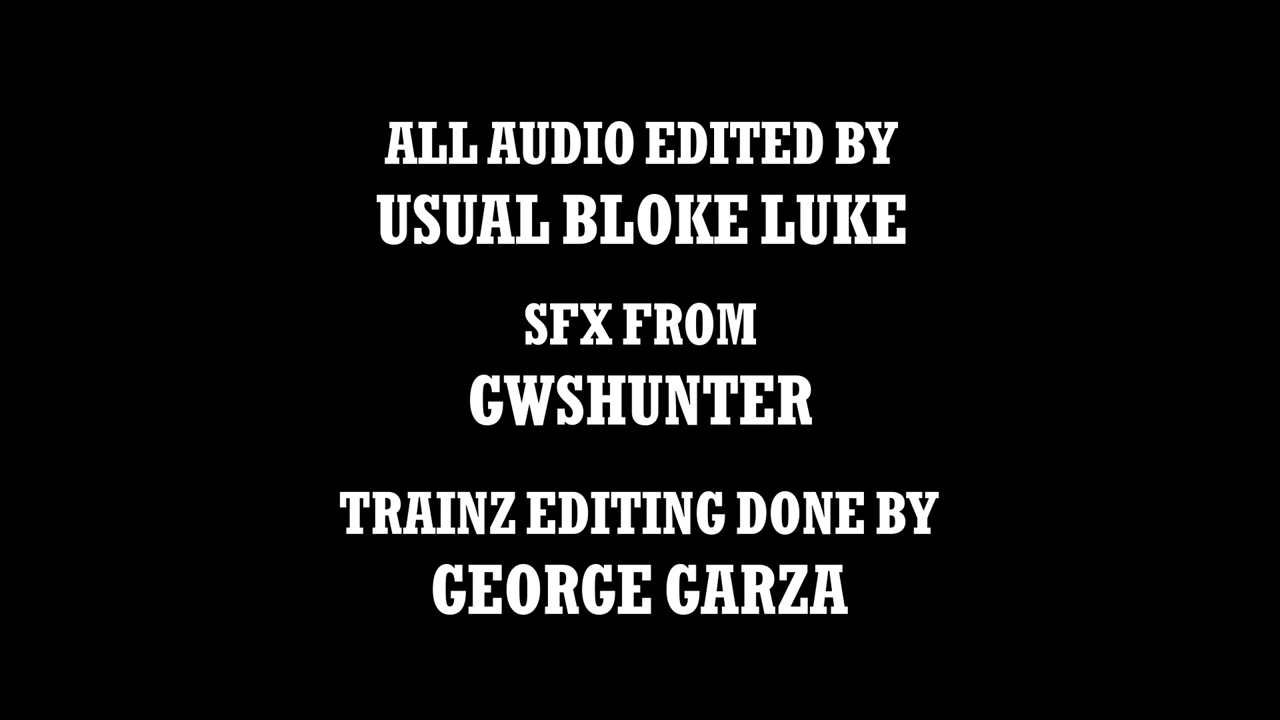 ALL AUDIO EDITED BY
USUAL BLOKE LUKE
SFX FROM
GWSHUNTER
TRAINZ EDITING DONE BY
GEORGE GARZA